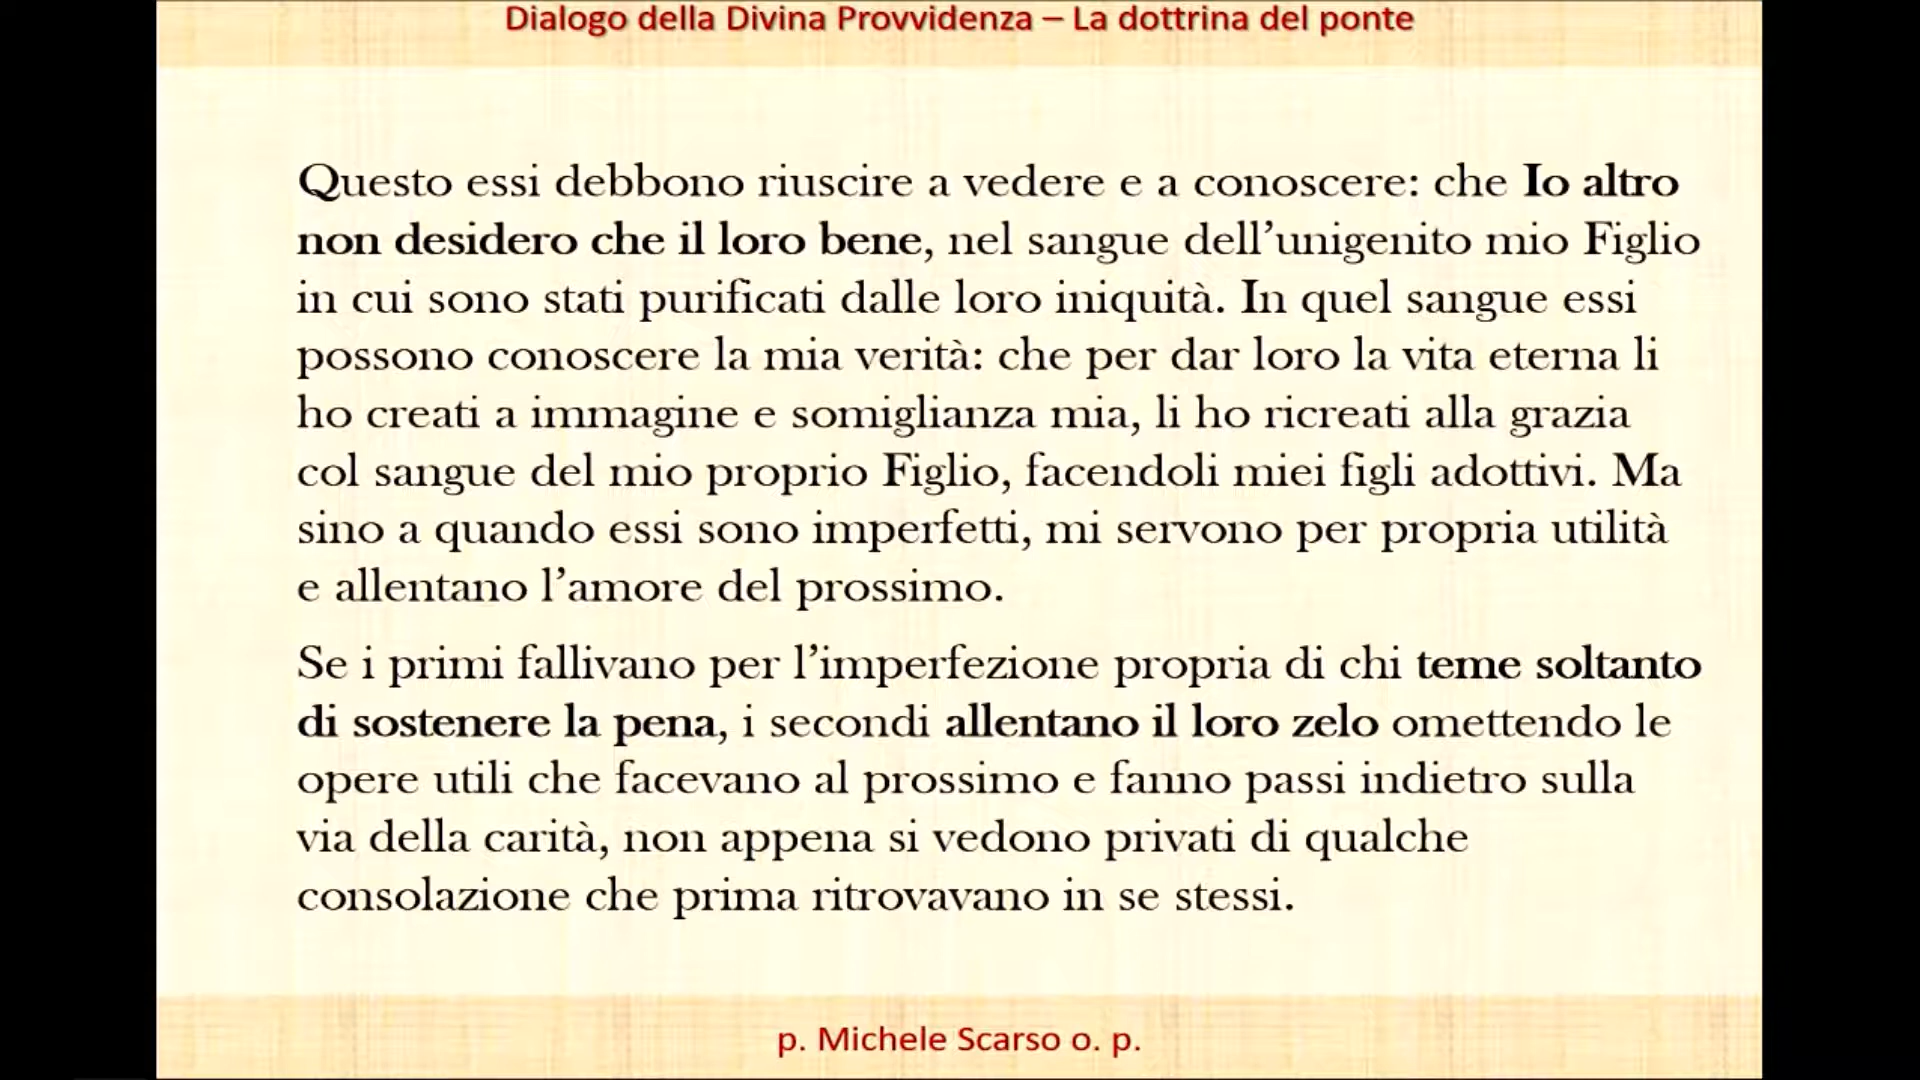 Dialogo della Divina Provvidenza – La dottrina del ponte
Questo essi debbono riuscire a vedere e a conoscere: che Io altro
non desidero che il loro bene, nel sangue dell’unigenito mio Figlio
in cui sono stati purificati dalle loro iniquità. In quel sangue essi
possono conoscere la mia verità: che per dar loro la vita eterna li
ho creati a immagine e somiglianza mia, li ho ricreati alla grazia
col sangue del mio proprio Figlio, facendoli miei figli adottivi. Ma
sino a quando essi sono imperfetti, mi servono per propria utilità
e allentano l’amore del prossimo.
Se i primi fallivano per l’imperfezione propria di chi teme soltanto
di sostenere la pena, i secondi allentano il loro zelo omettendo le
opere utili che facevano al prossimo e fanno passi indietro sulla
via della carità, non appena si vedono privati di qualche
consolazione che prima ritrovavano in se stessi.
p. Michele Scarso o. p.